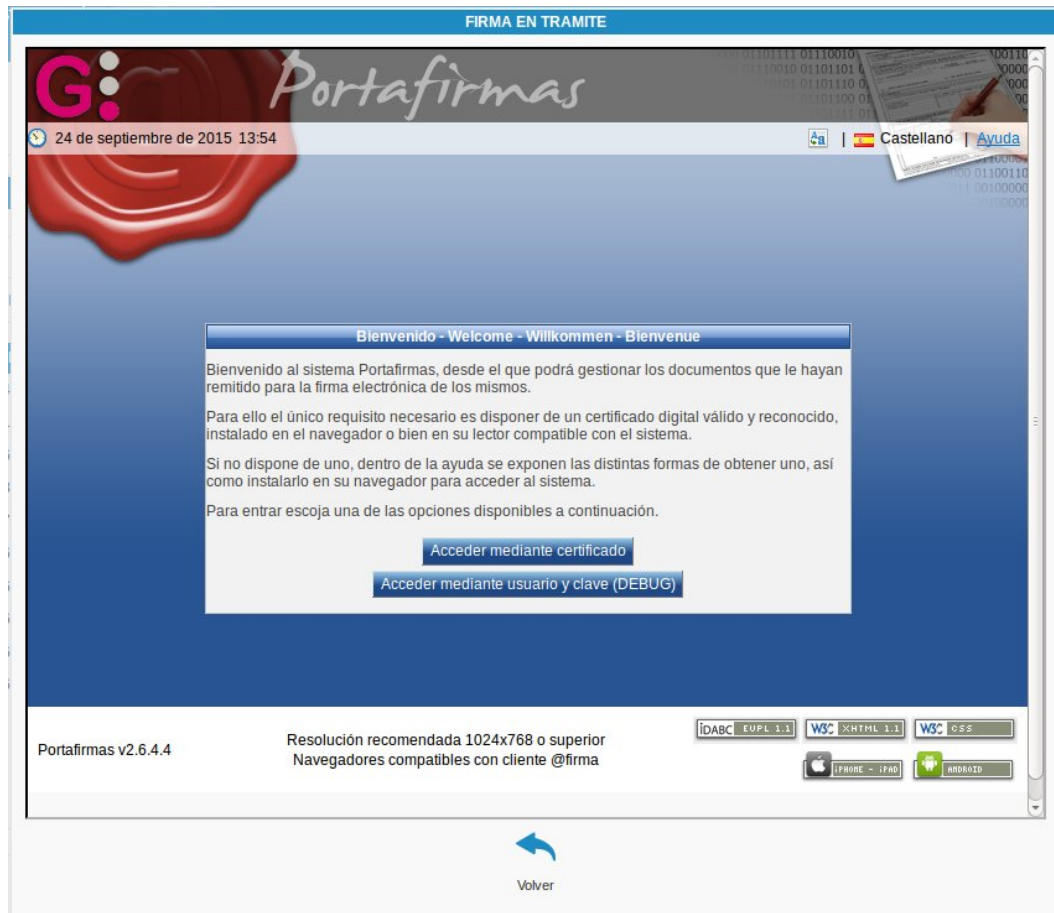 FIRMA EN TRAMITE
G
Portafirmas
24 de septiembre de 2015 13:54
| Castellano | Ayuda
Bienvenido - Welcome - Willkommen - Bienvenue
Bienvenido al sistema Portafirmas, desde el que podrá gestionar los documentos que le hayan
remitido para la firma electrónica de los mismos.
Para ello el único requisito necesario es disponer de un certificado digital válido y reconocido,
instalado en el navegador o bien en su lector compatible con el sistema.
Si no dispone de uno, dentro de la ayuda se exponen las distintas formas de obtener uno, así
como instalarlo en su navegador para acceder al sistema.
Para entrar escoja una de las opciones disponibles a continuación.
Acceder mediante certificado
Acceder mediante usuario y clave (DEBUG)
Portafirmas v2.6.4.4
Resolución recomendada 1024x768 o superior
Navegadores compatibles con cliente @firma
IDABC EUPL 1.1
W3C XHTML 1.1
W3C CSS
iPHONE - iPAD
ANDROID
Volver